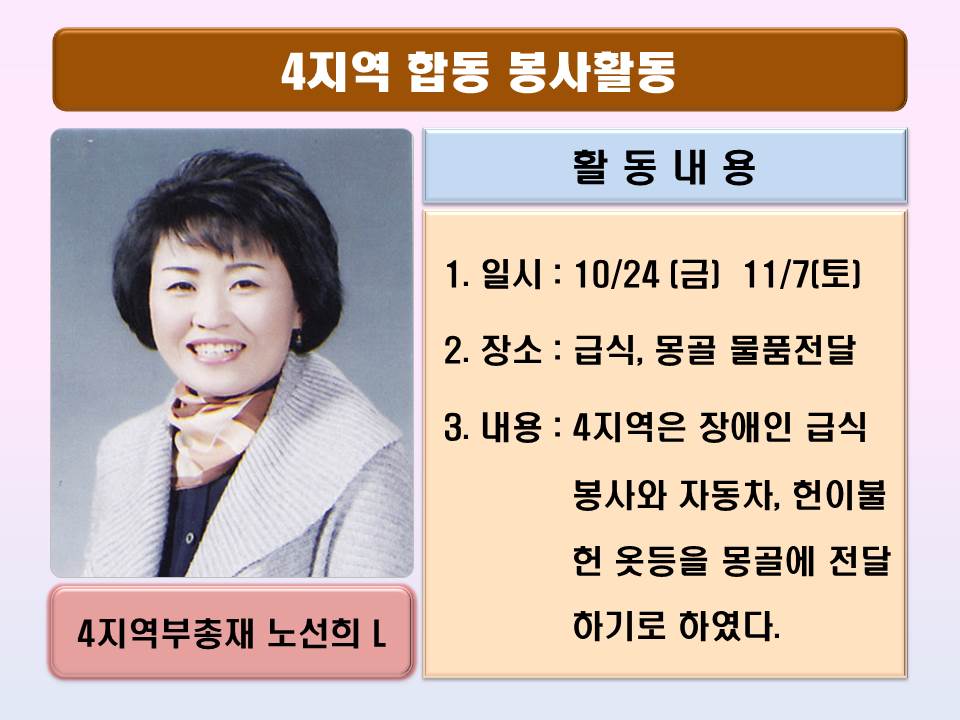 4지역 합동 봉사활동
활 동 내 용
1. 일시 : 10/24 (금)  11/7(토)
2. 장소 : 급식, 몽골 물품전달
3. 내용 : 4지역은 장애인 급식
봉사와 자동차, 헌이불
헌 옷등을 몽골에 전달
하기로 하였다.
4지역부총재 노선희 L